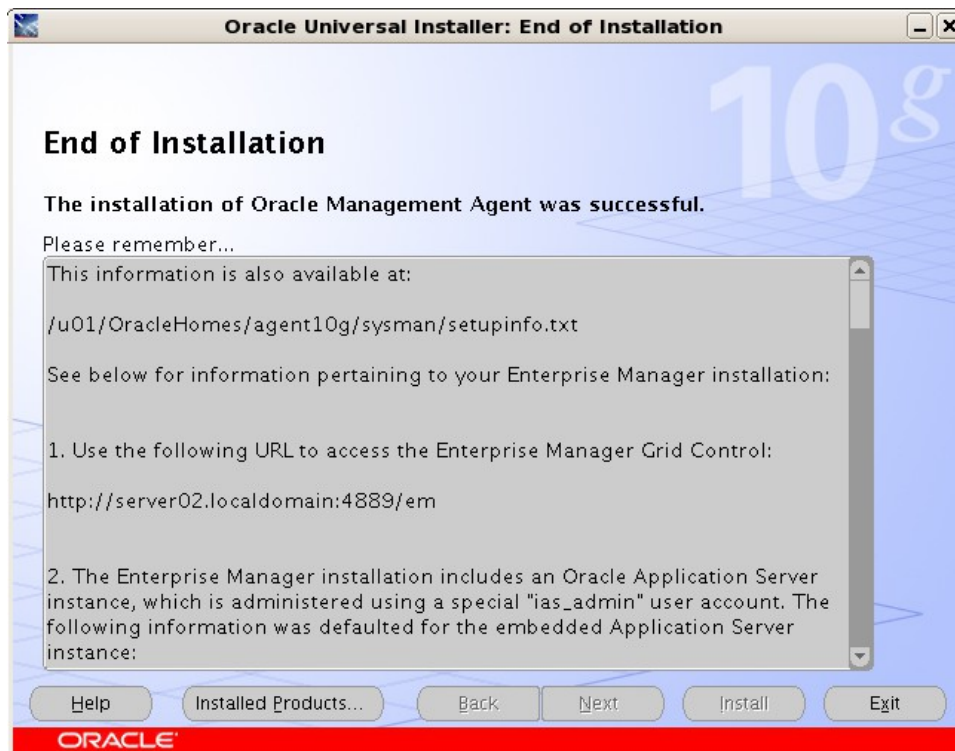 Oracle Universal Installer: End of Installation
10g
End of Installation
The installation of Oracle Management Agent was successful.
Please remember...
This information is also available at:
/u01/OracleHomes/agent10g/sysman/setupinfo.txt
See below for information pertaining to your Enterprise Manager installation:
1. Use the following URL to access the Enterprise Manager Grid Control:
http://server02.localdomain:4889/em
2. The Enterprise Manager installation includes an Oracle Application Server
instance, which is administered using a special "ias_admin" user account. The
following information was defaulted for the embedded Application Server
instance:
Help Installed Products... Back Next Install Exit
ORACLE